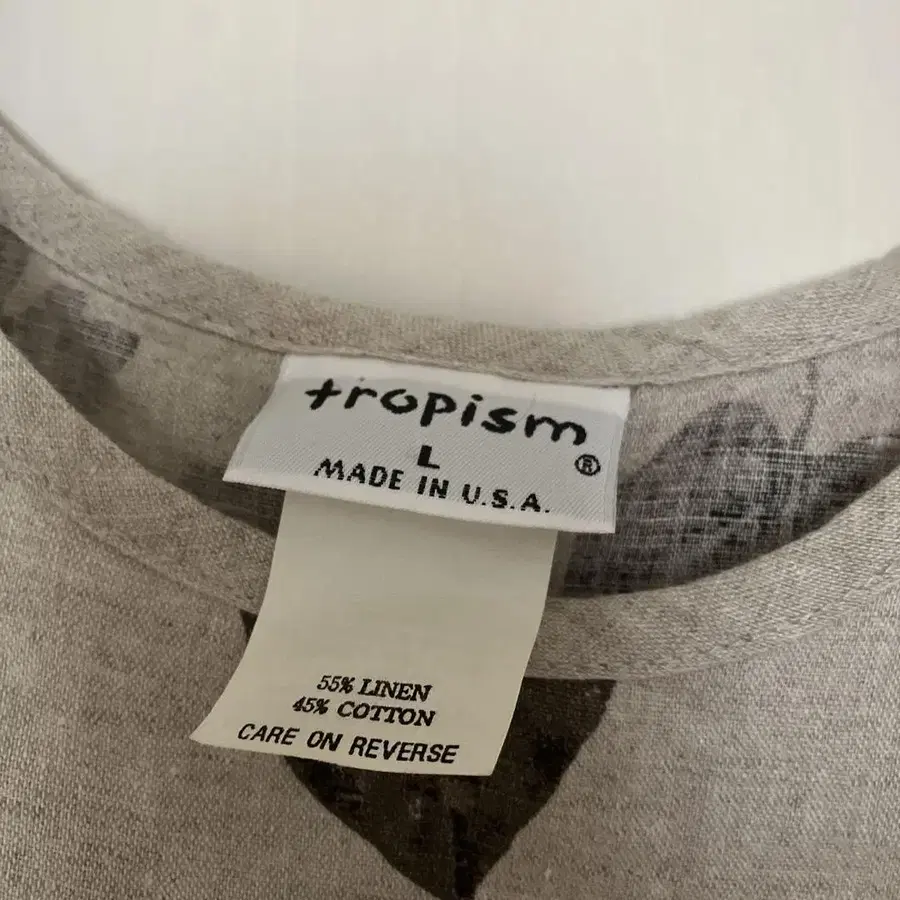 tropism
L ®
MADE IN U.S.A.
55% LINEN
45% COTTON
CARE ON REVERSE